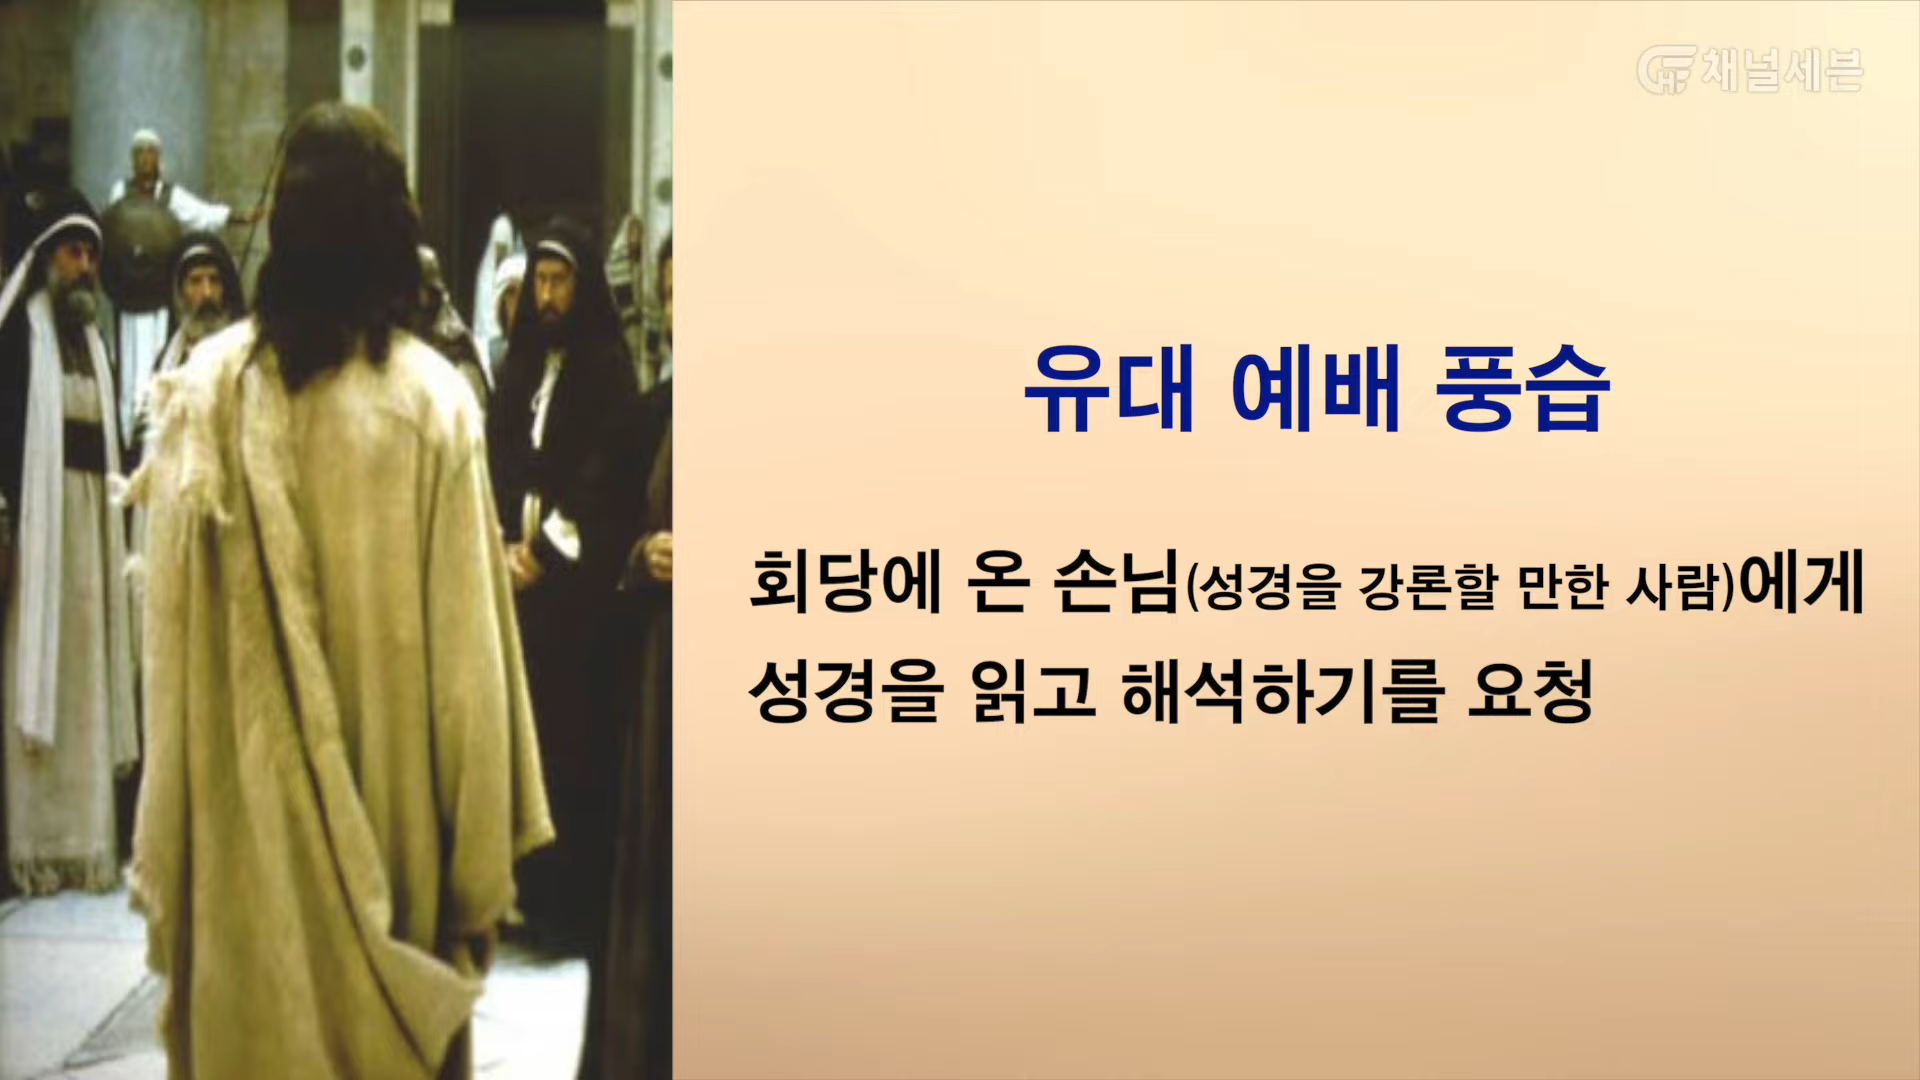 채널세븐
유대 예배 풍습
회당에 온 손님(성경을 강론할 만한 사람)에게
성경을 읽고 해석하기를 요청